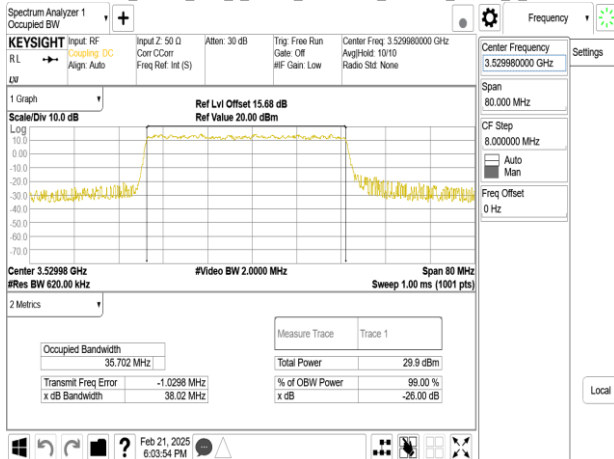 Spectrum Analyzer 1
Occupied BW
+
Frequency
KEYSIGHT
Input: RF
Input Z: 50 Ω
Atten: 30 dB
Trig: Free Run
Center Freq: 3.529980000 GHz
RL
Coupling: DC
Corr CCorr
Gate: Off
Avg|Hold: 10/10
Align: Auto
Freq Ref: Int (S)
#IF Gain: Low
Radio Std: None
LXI
Center Frequency
3.529980000 GHz
Settings
Span
80.000 MHz
CF Step
8.000000 MHz
Auto
Man
Freq Offset
0 Hz
Local
1 Graph
Ref Lvl Offset 15.68 dB
Scale/Div 10.0 dB
Ref Value 20.00 dBm
Log
10.0
0.00
-10.0
-20.0
-30.0
-40.0
-50.0
-60.0
-70.0
Center 3.52998 GHz
#Video BW 2.0000 MHz
Span 80 MHz
#Res BW 620.00 kHz
Sweep 1.00 ms (1001 pts)
2 Metrics
Measure Trace
Trace 1
Occupied Bandwidth
35.702 MHz
Total Power
29.9 dBm
Transmit Freq Error
-1.0298 MHz
% of OBW Power
99.00 %
x dB Bandwidth
38.02 MHz
x dB
-26.00 dB
?
Feb 21, 2025
6:03:54 PM